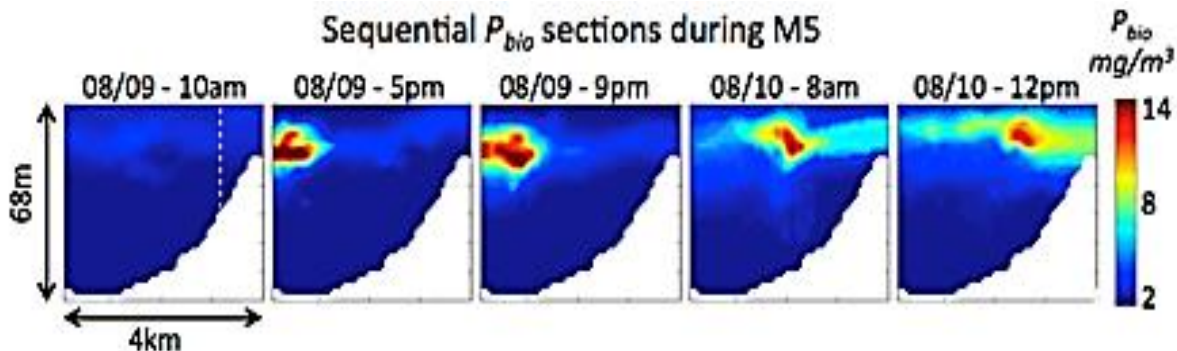 Sequential P_bio sections during M5
P_bio
mg/m³
08/09 - 10am
08/09 - 5pm
08/09 - 9pm
08/10 - 8am
08/10 - 12pm
14
8
2
68m
4km